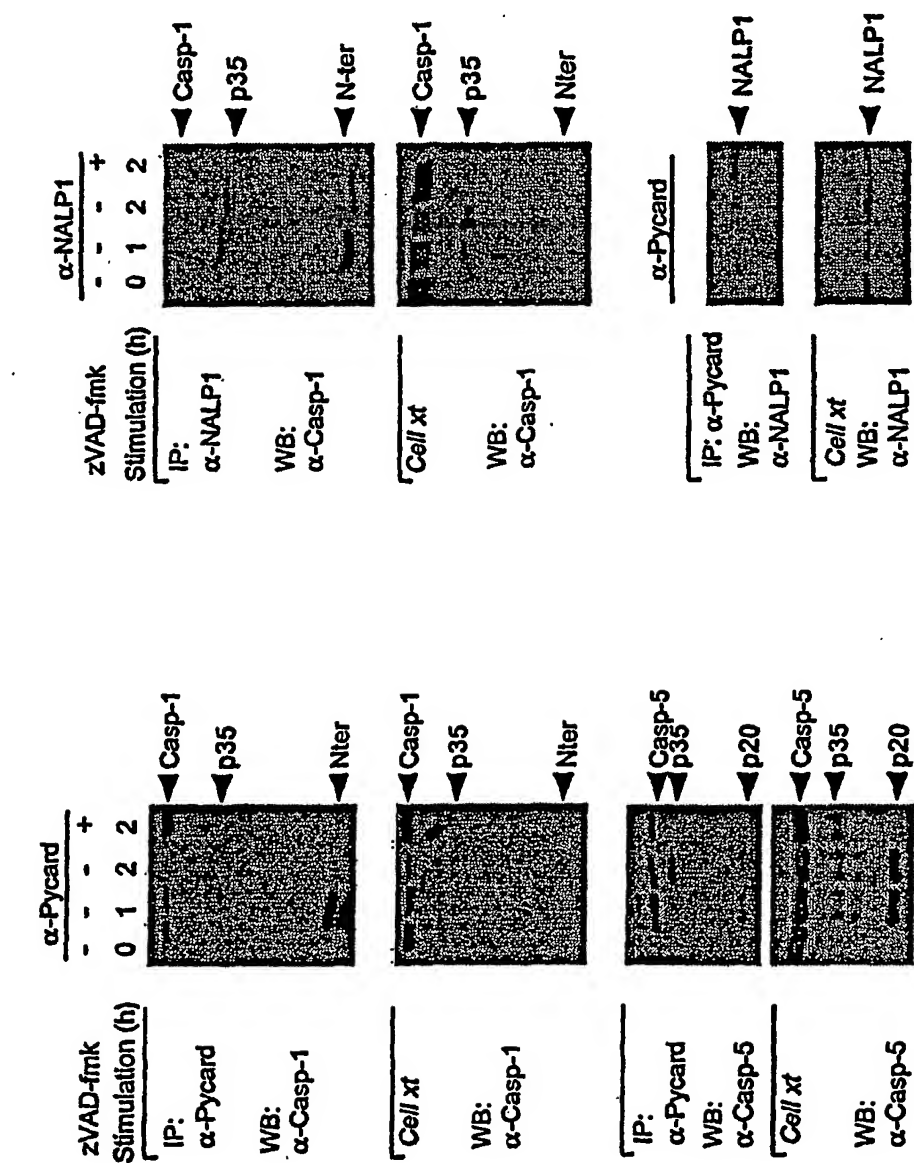 α-Pycard
zVAD-fmk - - - +
Stimulation (h) 0 1 2 2
IP:
α-Pycard
WB:
α-Casp-1
Casp-1
p35
Nter
Cell xt
WB:
α-Casp-1
Casp-1
p35
Nter
IP:
α-Pycard
WB:
α-Casp-5
Casp-5
p35
p20
Cell xt
WB:
α-Casp-5
Casp-5
p35
p20
α-NALP1
zVAD-fmk - - - +
Stimulation (h) 0 1 2 2
IP:
α-NALP1
WB:
α-Casp-1
Casp-1
p35
N-ter
Cell xt
WB:
α-Casp-1
Casp-1
p35
Nter
α-Pycard
IP: α-Pycard
WB:
α-NALP1
NALP1
Cell xt
WB:
α-NALP1
NALP1